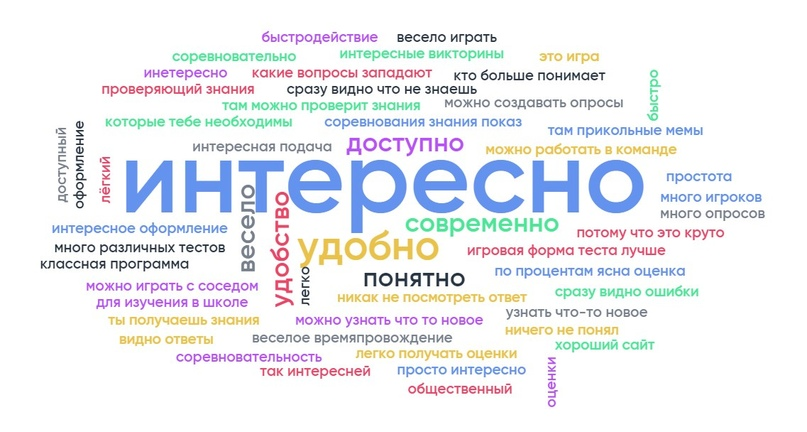 быстродействие
весело играть
соревновательно
интересные викторины
это игра
инетересно
какие вопросы западают
кто больше понимает
проверяющий знания
сразу видно что не знаешь
быстро
там можно проверит знания
можно создавать опросы
которые тебе необходимы
соревнования знания показ
там прикольные мемы
доступный
оформление
интересная подача
доступно
можно работать в команде
лёгкий
интересно
простота
много игроков
много опросов
весело
удобство
современно
интересное оформление
потому что это круто
удобно
много различных тестов
игровая форма теста лучше
классная программа
легко
понятно
по процентам ясна оценка
можно играть с соседом
никак не посмотреть ответ
сразу видно ошибки
для изучения в школе
узнать что-то новое
ты получаешь знания
можно узнать что то новое
ничего не понял
видно ответы
веселое времяпровождение
хороший сайт
соревновательность
легко получать оценки
так интересней
просто интересно
оценки
общественный